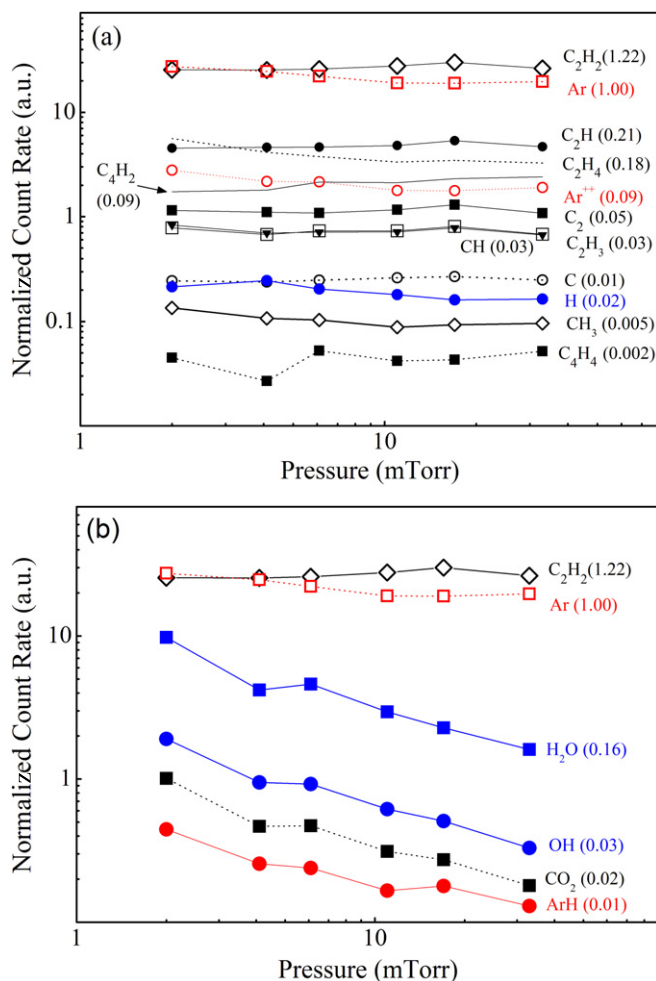 (a)
10
1
0.1
1
10
Normalized Count Rate (a.u.)
Pressure (mTorr)
C₂H₂(1.22)
Ar (1.00)
C₂H (0.21)
C₂H₄ (0.18)
C₄H₂
(0.09)
Ar⁺⁺ (0.09)
C₂ (0.05)
CH (0.03)
C₂H₃ (0.03)
C (0.01)
H (0.02)
CH₃ (0.005)
C₄H₄ (0.002)
(b)
10
1
1
10
Normalized Count Rate (a.u.)
Pressure (mTorr)
C₂H₂(1.22)
Ar (1.00)
H₂O (0.16)
OH (0.03)
CO₂ (0.02)
ArH (0.01)